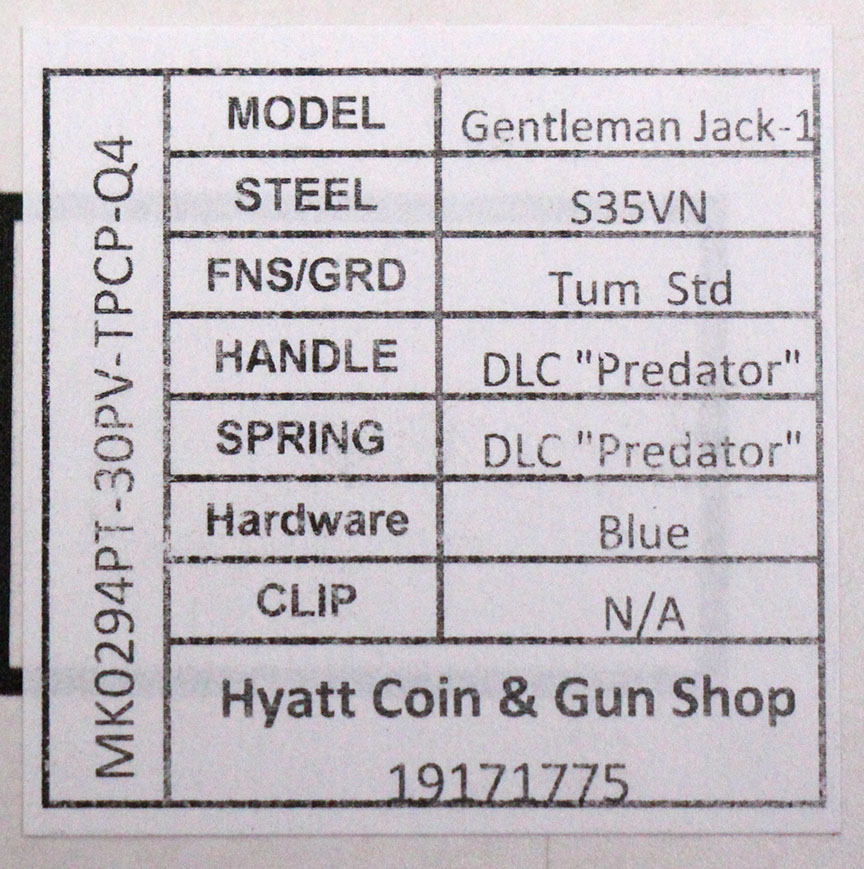 MK0294PT-30PV-TPCP-Q4
MODEL Gentleman Jack-1
STEEL S35VN
FNS/GRD Tum Std
HANDLE DLC "Predator"
SPRING DLC "Predator"
Hardware Blue
CLIP N/A
Hyatt Coin & Gun Shop
19171775